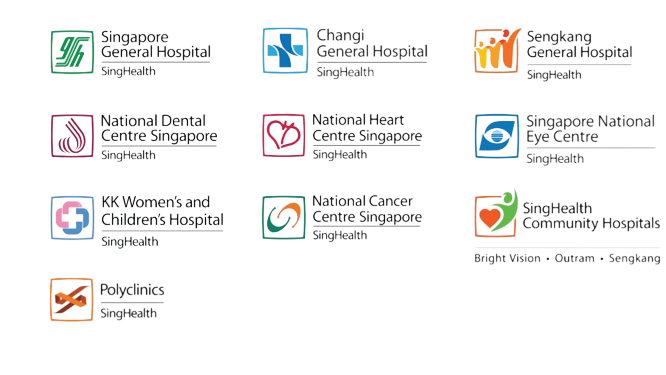 Singapore
General Hospital
SingHealth
Changi
General Hospital
SingHealth
Sengkang
General Hospital
SingHealth
National Dental
Centre Singapore
SingHealth
National Heart
Centre Singapore
SingHealth
Singapore National
Eye Centre
SingHealth
KK Women's and
Children's Hospital
SingHealth
National Cancer
Centre Singapore
SingHealth
SingHealth
Community Hospitals
Bright Vision • Outram • Sengkang
Polyclinics
SingHealth